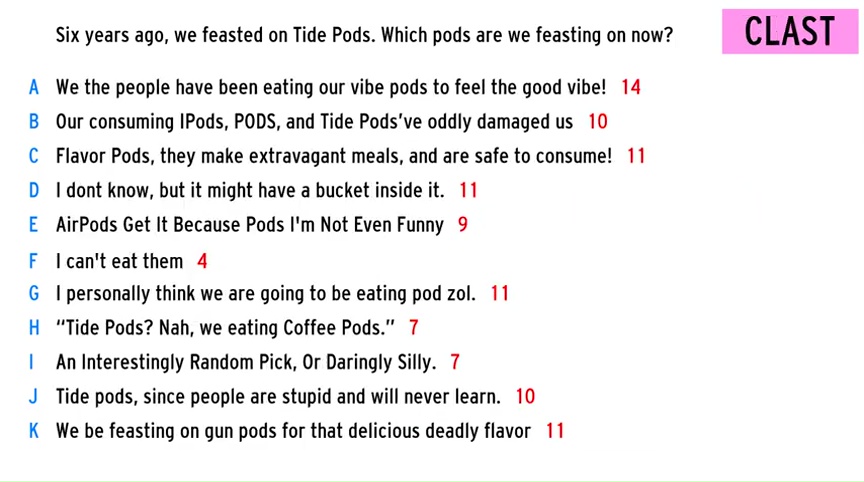 Six years ago, we feasted on Tide Pods. Which pods are we feasting on now?
CLAST
A We the people have been eating our vibe pods to feel the good vibe! 14
B Our consuming IPods, PODS, and Tide Pods've oddly damaged us 10
C Flavor Pods, they make extravagant meals, and are safe to consume! 11
D I dont know, but it might have a bucket inside it. 11
E AirPods Get It Because Pods I'm Not Even Funny 9
F I can't eat them 4
G I personally think we are going to be eating pod zol. 11
H “Tide Pods? Nah, we eating Coffee Pods.” 7
I An Interestingly Random Pick, Or Daringly Silly. 7
J Tide pods, since people are stupid and will never learn. 10
K We be feasting on gun pods for that delicious deadly flavor 11